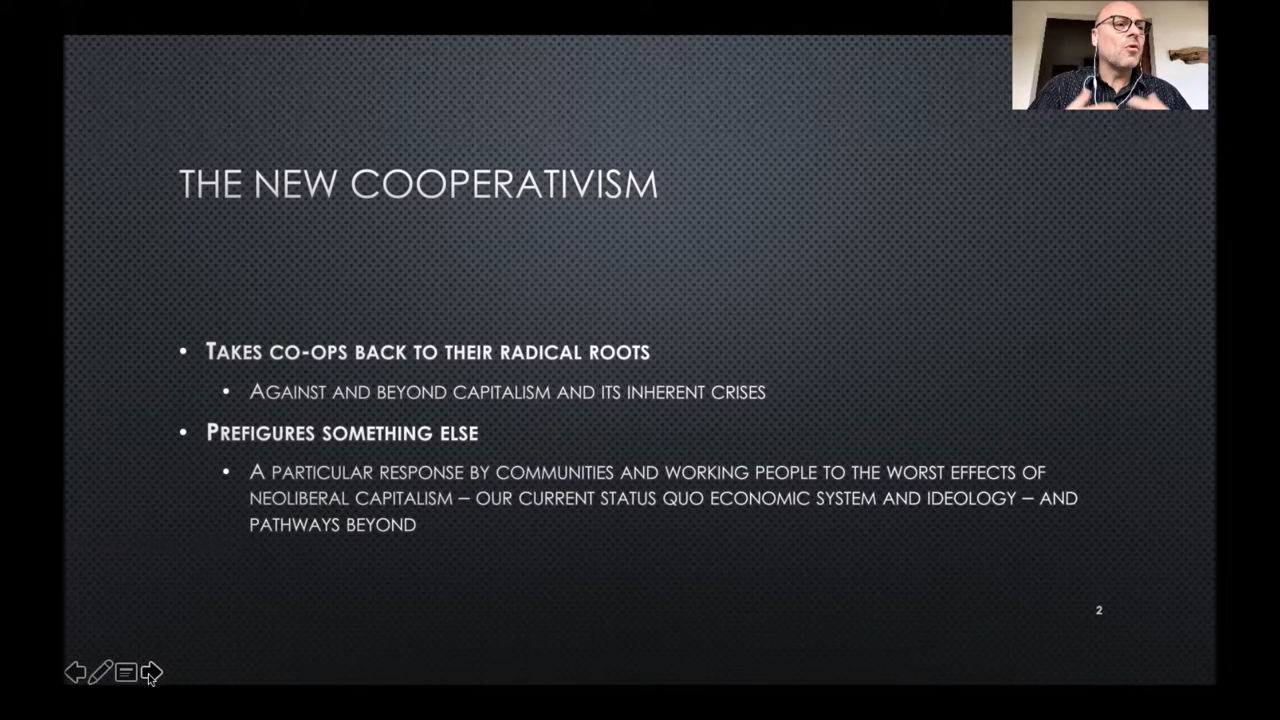 THE NEW COOPERATIVISM
• TAKES CO-OPS BACK TO THEIR RADICAL ROOTS
• AGAINST AND BEYOND CAPITALISM AND ITS INHERENT CRISES
• PREFIGURES SOMETHING ELSE
• A PARTICULAR RESPONSE BY COMMUNITIES AND WORKING PEOPLE TO THE WORST EFFECTS OF
NEOLIBERAL CAPITALISM – OUR CURRENT STATUS QUO ECONOMIC SYSTEM AND IDEOLOGY – AND
PATHWAYS BEYOND
2